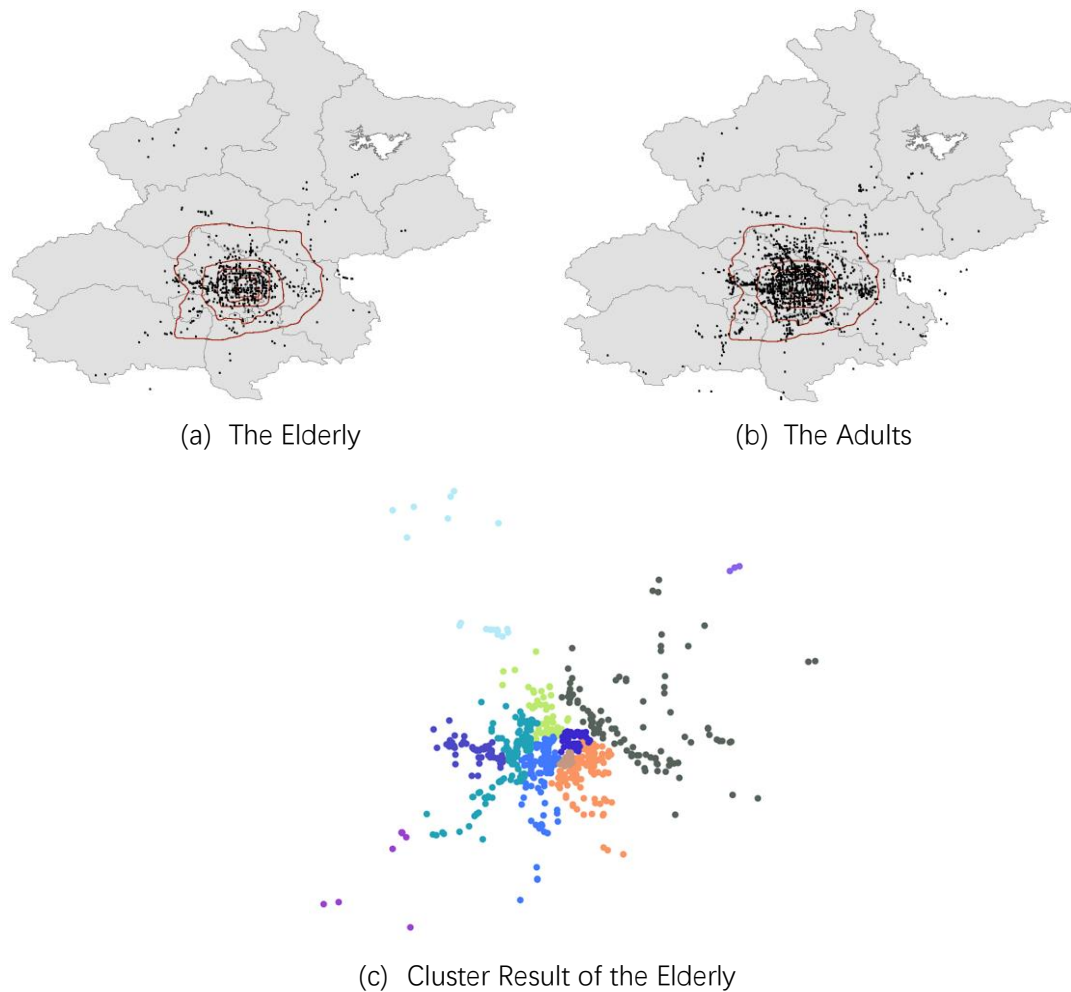 (a) The Elderly
(b) The Adults
(c) Cluster Result of the Elderly